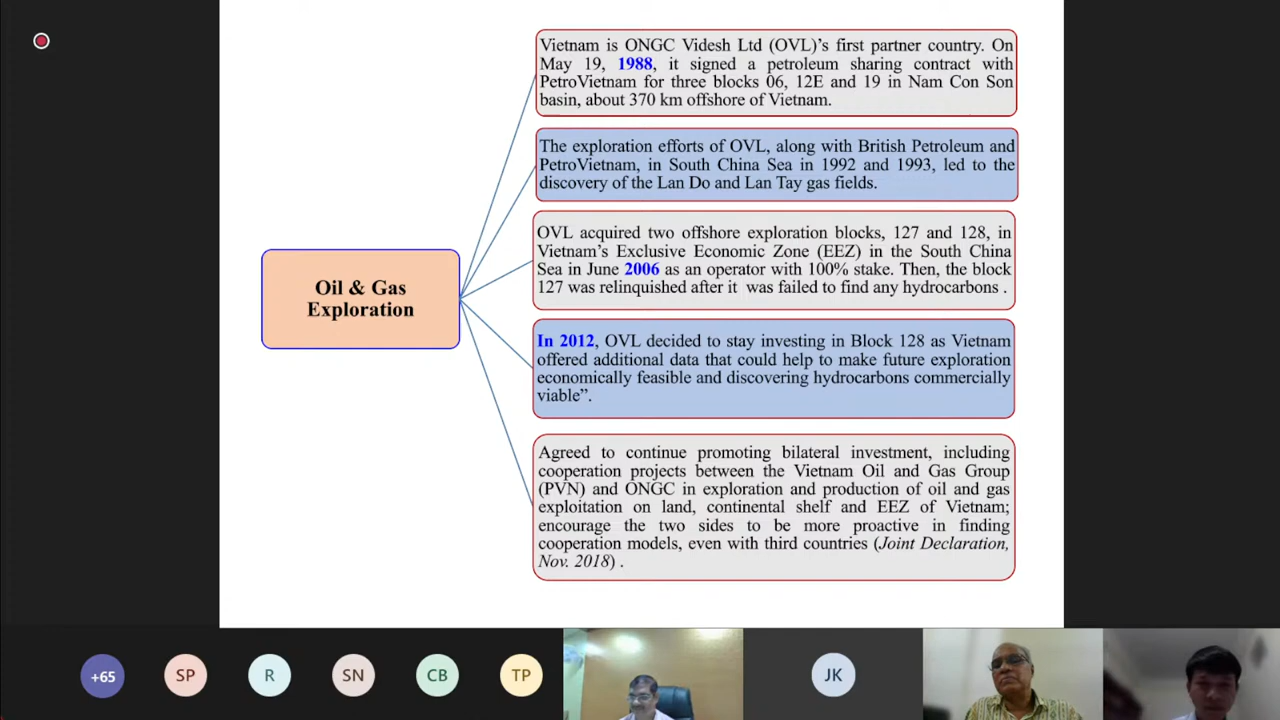 Vietnam is ONGC Videsh Ltd (OVL)’s first partner country. On
May 19, 1988, it signed a petroleum sharing contract with
PetroVietnam for three blocks 06, 12E and 19 in Nam Con Son
basin, about 370 km offshore of Vietnam.
The exploration efforts of OVL, along with British Petroleum and
PetroVietnam, in South China Sea in 1992 and 1993, led to the
discovery of the Lan Do and Lan Tay gas fields.
OVL acquired two offshore exploration blocks, 127 and 128, in
Vietnam’s Exclusive Economic Zone (EEZ) in the South China
Sea in June 2006 as an operator with 100% stake. Then, the block
127 was relinquished after it was failed to find any hydrocarbons .
Oil & Gas
Exploration
In 2012, OVL decided to stay investing in Block 128 as Vietnam
offered additional data that could help to make future exploration
economically feasible and discovering hydrocarbons commercially
viable”.
Agreed to continue promoting bilateral investment, including
cooperation projects between the Vietnam Oil and Gas Group
(PVN) and ONGC in exploration and production of oil and gas
exploitation on land, continental shelf and EEZ of Vietnam;
encourage the two sides to be more proactive in finding
cooperation models, even with third countries (Joint Declaration,
Nov. 2018) .
+65 SP R SN CB TP JK